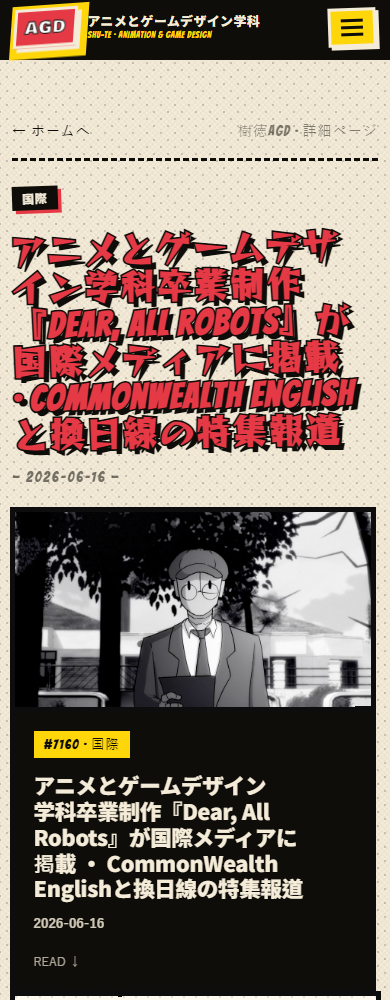 AGD
アニメとゲームデザイン学科
SHU-TE · ANIMATION & GAME DESIGN
← ホームへ
樹徳AGD · 詳細ページ
国際
アニメとゲームデザ
イン学科卒業制作
『DEAR, ALL ROBOTS』が
国際メディアに掲載
・COMMONWEALTH ENGLISH
と換日線の特集報道
— 2026-06-16 —
#7160 · 国際
アニメとゲームデザイン
学科卒業制作『Dear, All
Robots』が国際メディアに
掲載 ・ CommonWealth
Englishと換日線の特集報道
2026-06-16
READ ↓